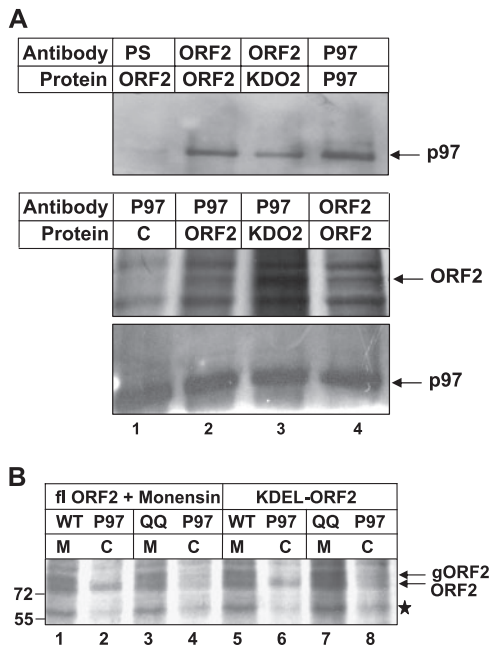 A
Antibody PS ORF2 ORF2 P97
Protein ORF2 ORF2 KDO2 P97
p97
Antibody P97 P97 P97 ORF2
Protein C ORF2 KDO2 ORF2
ORF2
p97
1 2 3 4
B
fl ORF2 + Monensin KDEL-ORF2
WT P97 QQ P97 WT P97 QQ P97
M C M C M C M C
gORF2
ORF2
72
55
1 2 3 4 5 6 7 8